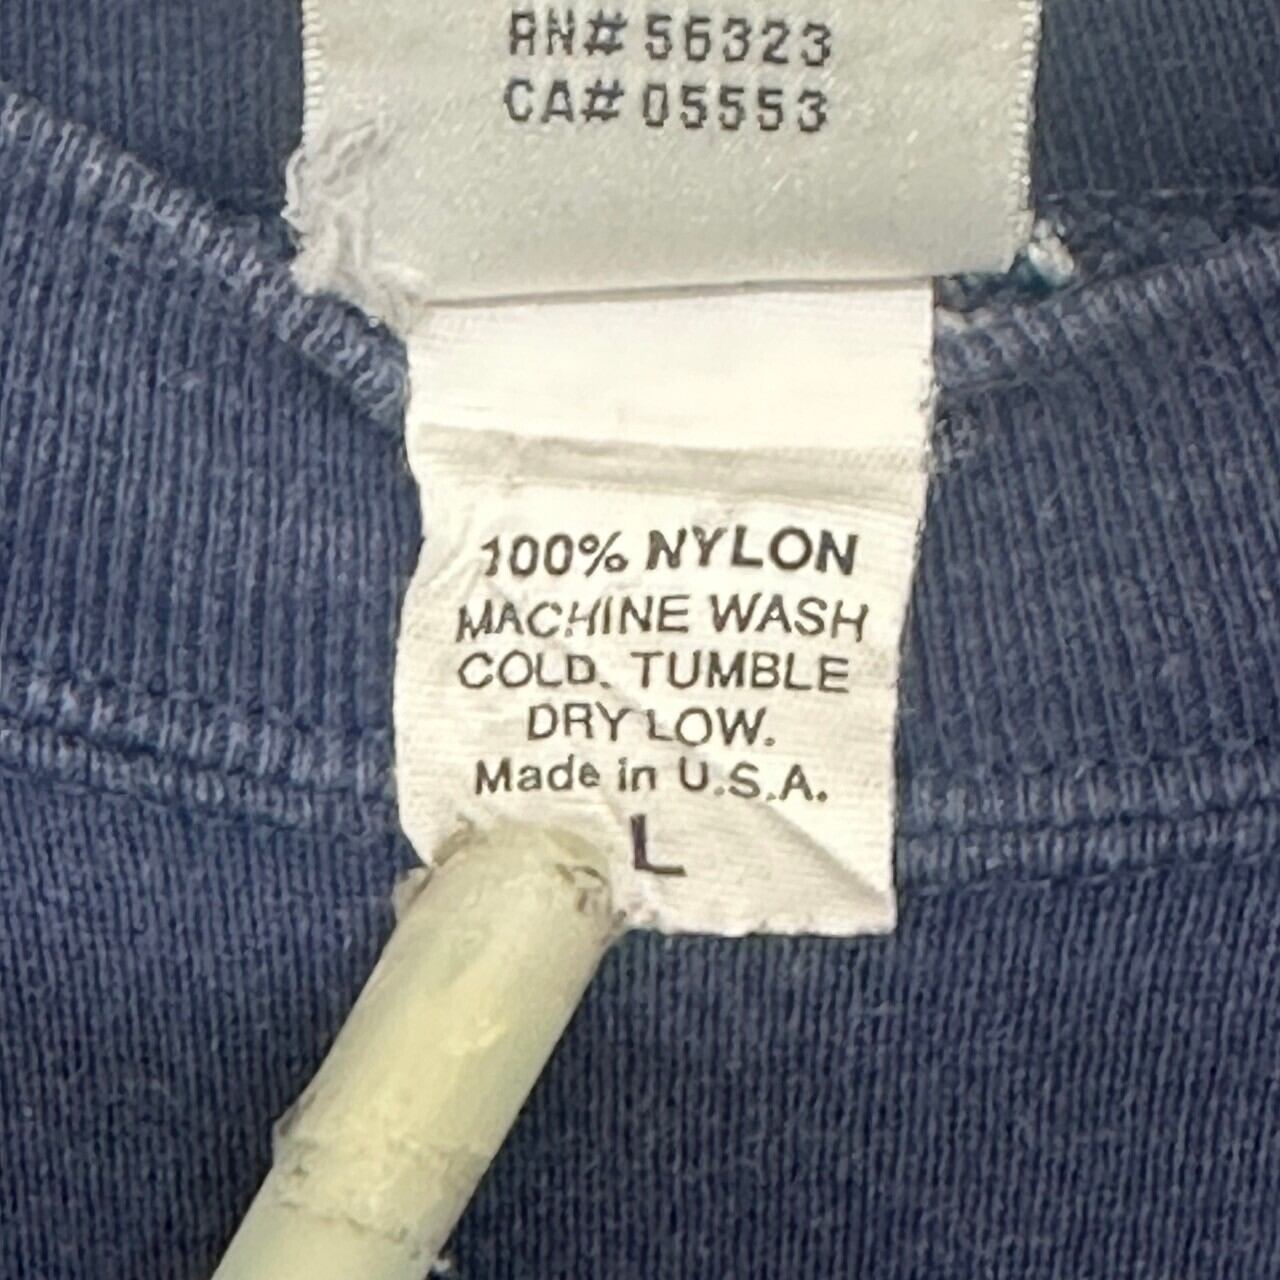 RN# 56323
CA# 05553
100% NYLON
MACHINE WASH
COLD. TUMBLE
DRY LOW.
Made in U.S.A.
L